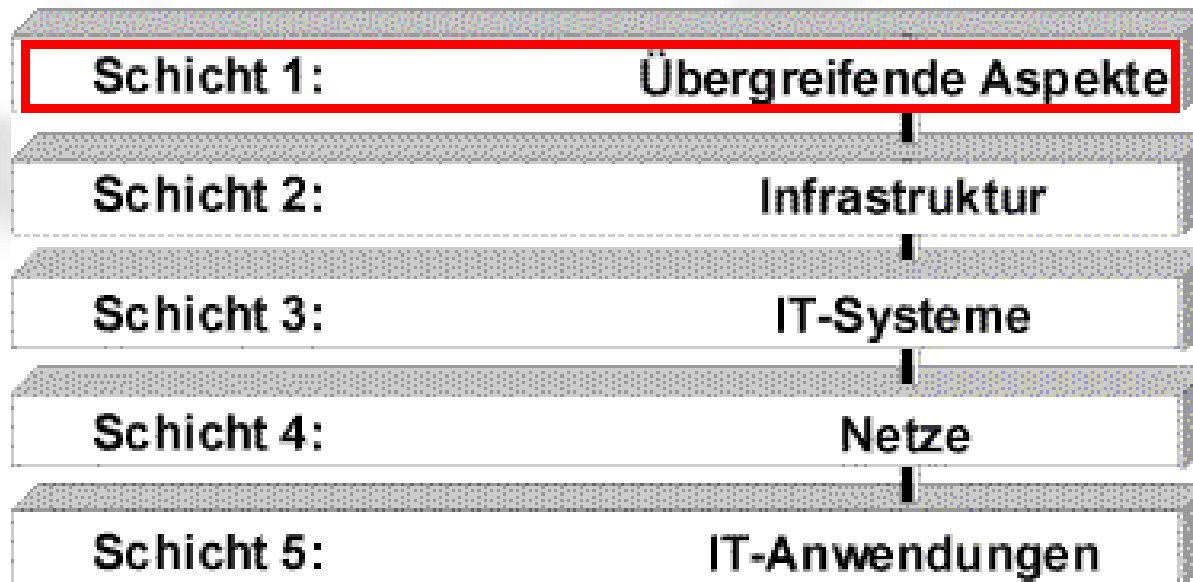 Schicht 1: Übergreifende Aspekte
Schicht 2: Infrastruktur
Schicht 3: IT-Systeme
Schicht 4: Netze
Schicht 5: IT-Anwendungen